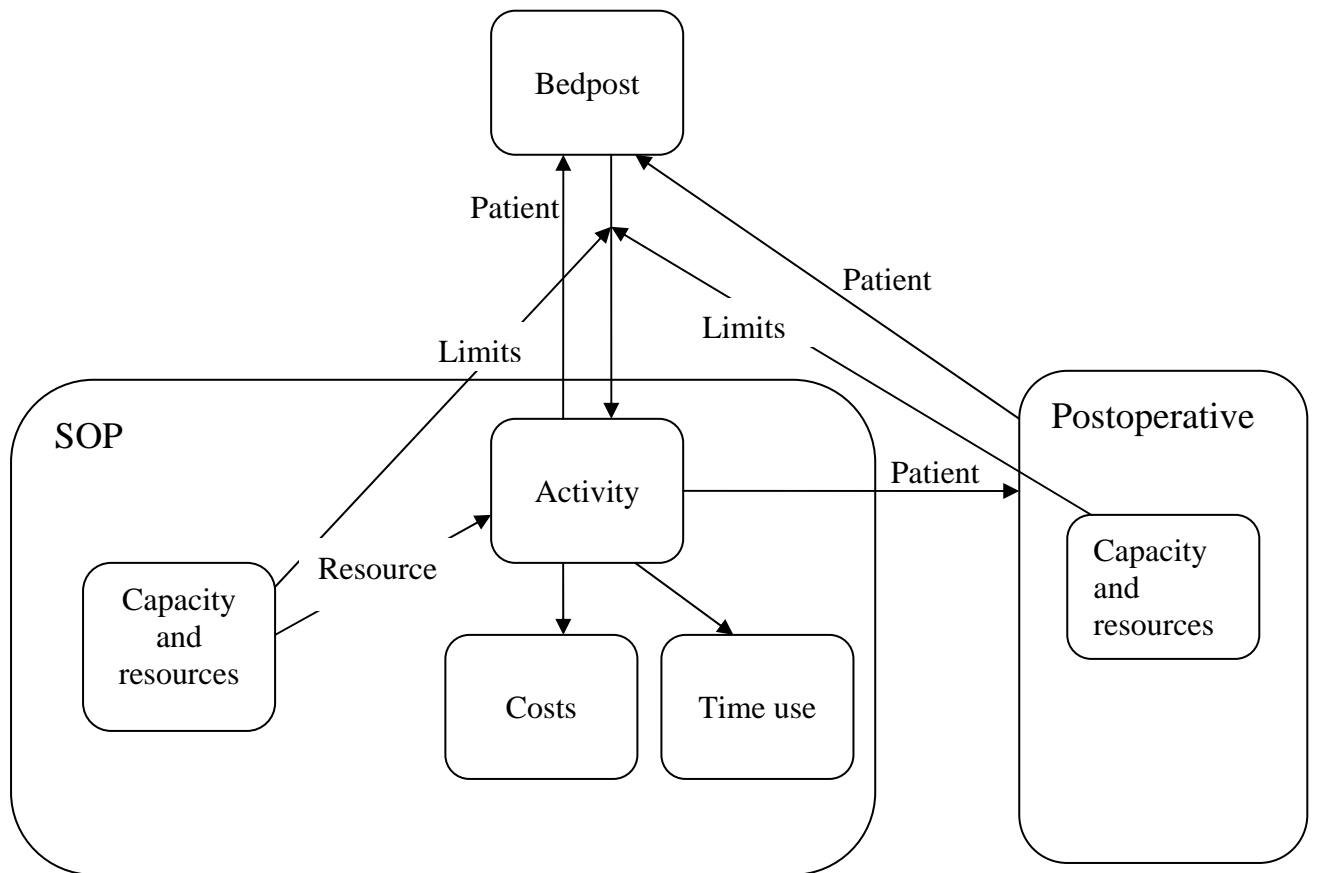 Bedpost
Patient
Patient
Limits
Limits
SOP
Postoperative
Activity
Patient
Resource
Capacity
and
resources
Capacity
and
resources
Costs
Time use